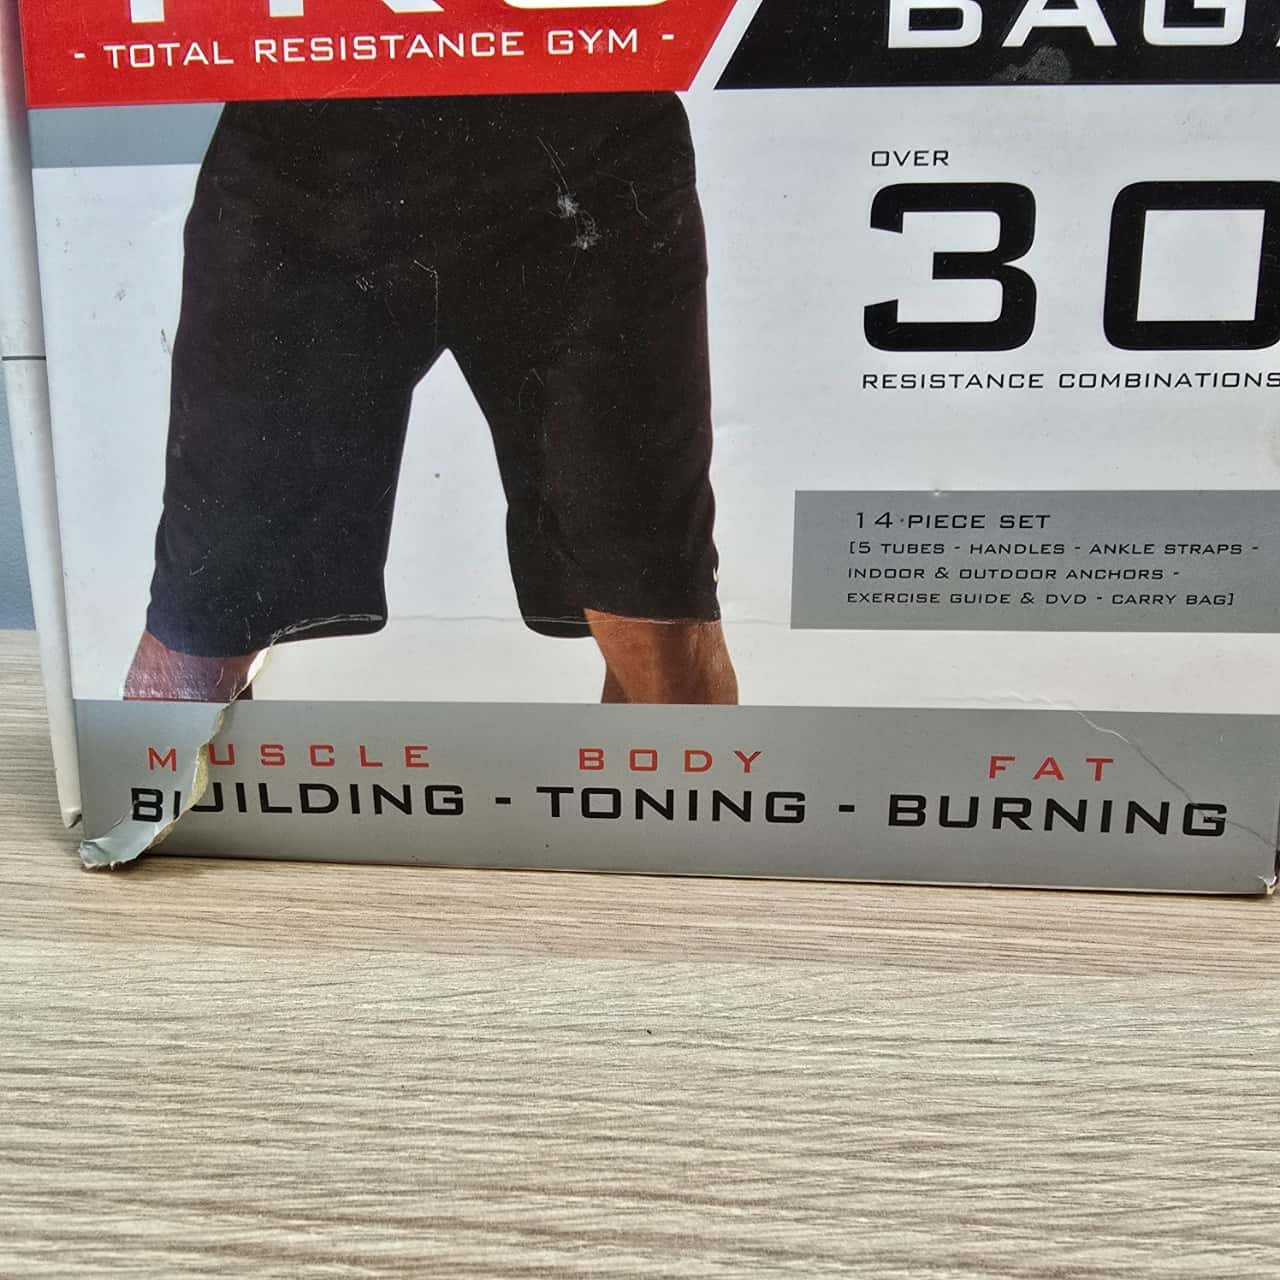 - TOTAL RESISTANCE GYM -
BAG
OVER
30
RESISTANCE COMBINATIONS
14-PIECE SET
[5 TUBES - HANDLES - ANKLE STRAPS -
INDOOR & OUTDOOR ANCHORS -
EXERCISE GUIDE & DVD - CARRY BAG]
MUSCLE BODY FAT
BUILDING - TONING - BURNING